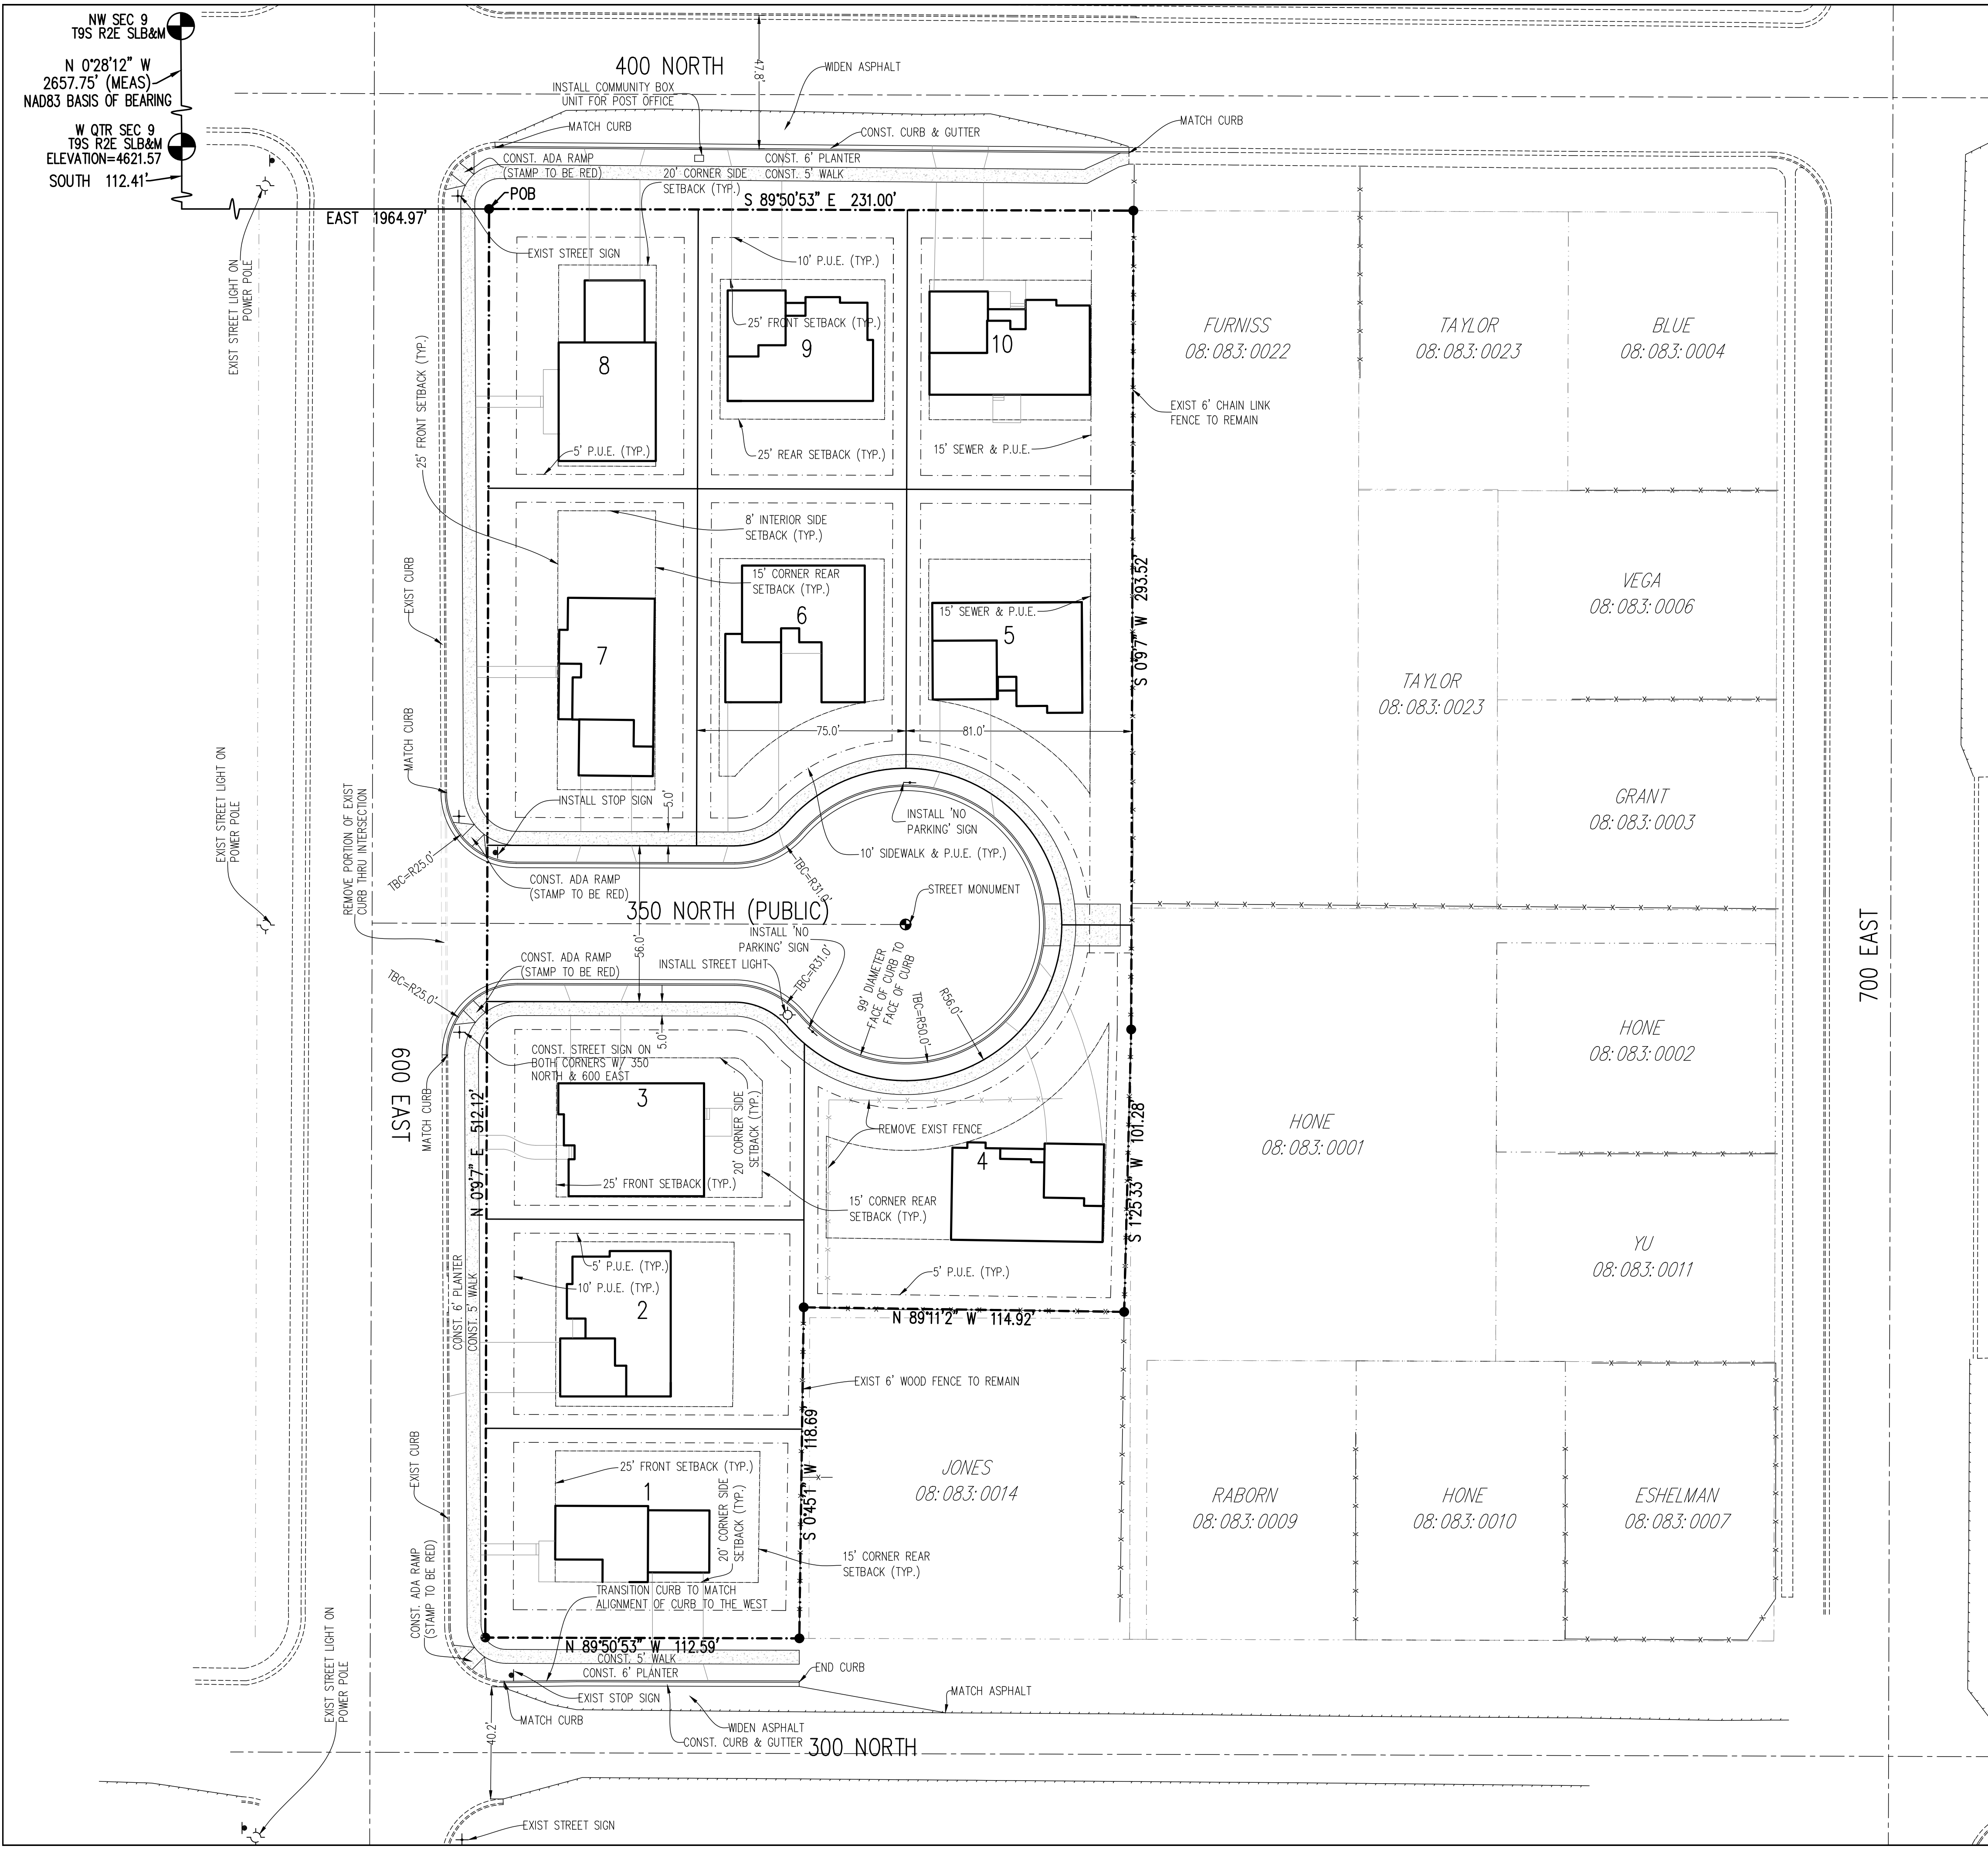 NW SEC 9
T9S R2E SLB&M
N 0°28'12" W
2657.75' (MEAS)
NAD83 BASIS OF BEARING
W QTR SEC 9
T9S R2E SLB&M
ELEVATION=4621.57
SOUTH 112.41'
EAST 1964.97'
POB
400 NORTH
47.8'
WIDEN ASPHALT
INSTALL COMMUNITY BOX
UNIT FOR POST OFFICE
MATCH CURB
CONST. CURB & GUTTER
MATCH CURB
CONST. ADA RAMP
(STAMP TO BE RED)
20' CORNER SIDE
SETBACK (TYP.)
CONST. 6' PLANTER
CONST. 5' WALK
S 89°50'53" E 231.00'
EXIST STREET SIGN
EXIST STREET LIGHT ON
POWER POLE
10' P.U.E. (TYP.)
25' FRONT SETBACK (TYP.)
8
9
10
25' FRONT SETBACK (TYP.)
5' P.U.E. (TYP.)
25' REAR SETBACK (TYP.)
15' SEWER & P.U.E.
EXIST 6' CHAIN LINK
FENCE TO REMAIN
FURNISS
08:083:0022
TAYLOR
08:083:0023
BLUE
08:083:0004
8' INTERIOR SIDE
SETBACK (TYP.)
15' CORNER REAR
SETBACK (TYP.)
15' SEWER & P.U.E.
7
6
5
EXIST CURB
S 0°9'7" W 293.52'
VEGA
08:083:0006
TAYLOR
08:083:0023
GRANT
08:083:0003
75.0'
81.0'
MATCH CURB
EXIST STREET LIGHT ON
POWER POLE
REMOVE PORTION OF EXIST
CURB THRU INTERSECTION
INSTALL STOP SIGN
5.0'
INSTALL 'NO
PARKING' SIGN
10' SIDEWALK & P.U.E. (TYP.)
TBC=R25.0'
TBC=R31.0'
CONST. ADA RAMP
(STAMP TO BE RED)
STREET MONUMENT
350 NORTH (PUBLIC)
INSTALL 'NO
PARKING' SIGN
56.0'
INSTALL STREET LIGHT
CONST. ADA RAMP
(STAMP TO BE RED)
TBC=R25.0'
TBC=R31.0'
99' DIAMETER
FACE OF CURB TO
FACE OF CURB
TBC=R50.0'
R56.0'
700 EAST
600 EAST
MATCH CURB
CONST. STREET SIGN ON
BOTH CORNERS W/ 350
NORTH & 600 EAST
5.0'
3
20' CORNER SIDE
SETBACK (TYP.)
25' FRONT SETBACK (TYP.)
REMOVE EXIST FENCE
4
15' CORNER REAR
SETBACK (TYP.)
N 0°9'7" E 512.12'
S 1°25'33" W 101.28'
HONE
08:083:0002
HONE
08:083:0001
YU
08:083:0011
5' P.U.E. (TYP.)
10' P.U.E. (TYP.)
2
5' P.U.E. (TYP.)
N 89°11'2" W 114.92'
CONST. 6' PLANTER
CONST. 5' WALK
EXIST 6' WOOD FENCE TO REMAIN
S 0°45'1" W 118.69'
EXIST CURB
25' FRONT SETBACK (TYP.)
1
20' CORNER SIDE
SETBACK (TYP.)
15' CORNER REAR
SETBACK (TYP.)
JONES
08:083:0014
RABORN
08:083:0009
HONE
08:083:0010
ESHELMAN
08:083:0007
CONST. ADA RAMP
(STAMP TO BE RED)
TRANSITION CURB TO MATCH
ALIGNMENT OF CURB TO THE WEST
N 89°50'53" W 112.59'
CONST. 5' WALK
CONST. 6' PLANTER
END CURB
EXIST STREET LIGHT ON
POWER POLE
EXIST STOP SIGN
MATCH ASPHALT
MATCH CURB
WIDEN ASPHALT
CONST. CURB & GUTTER
40.2'
300 NORTH
EXIST STREET SIGN